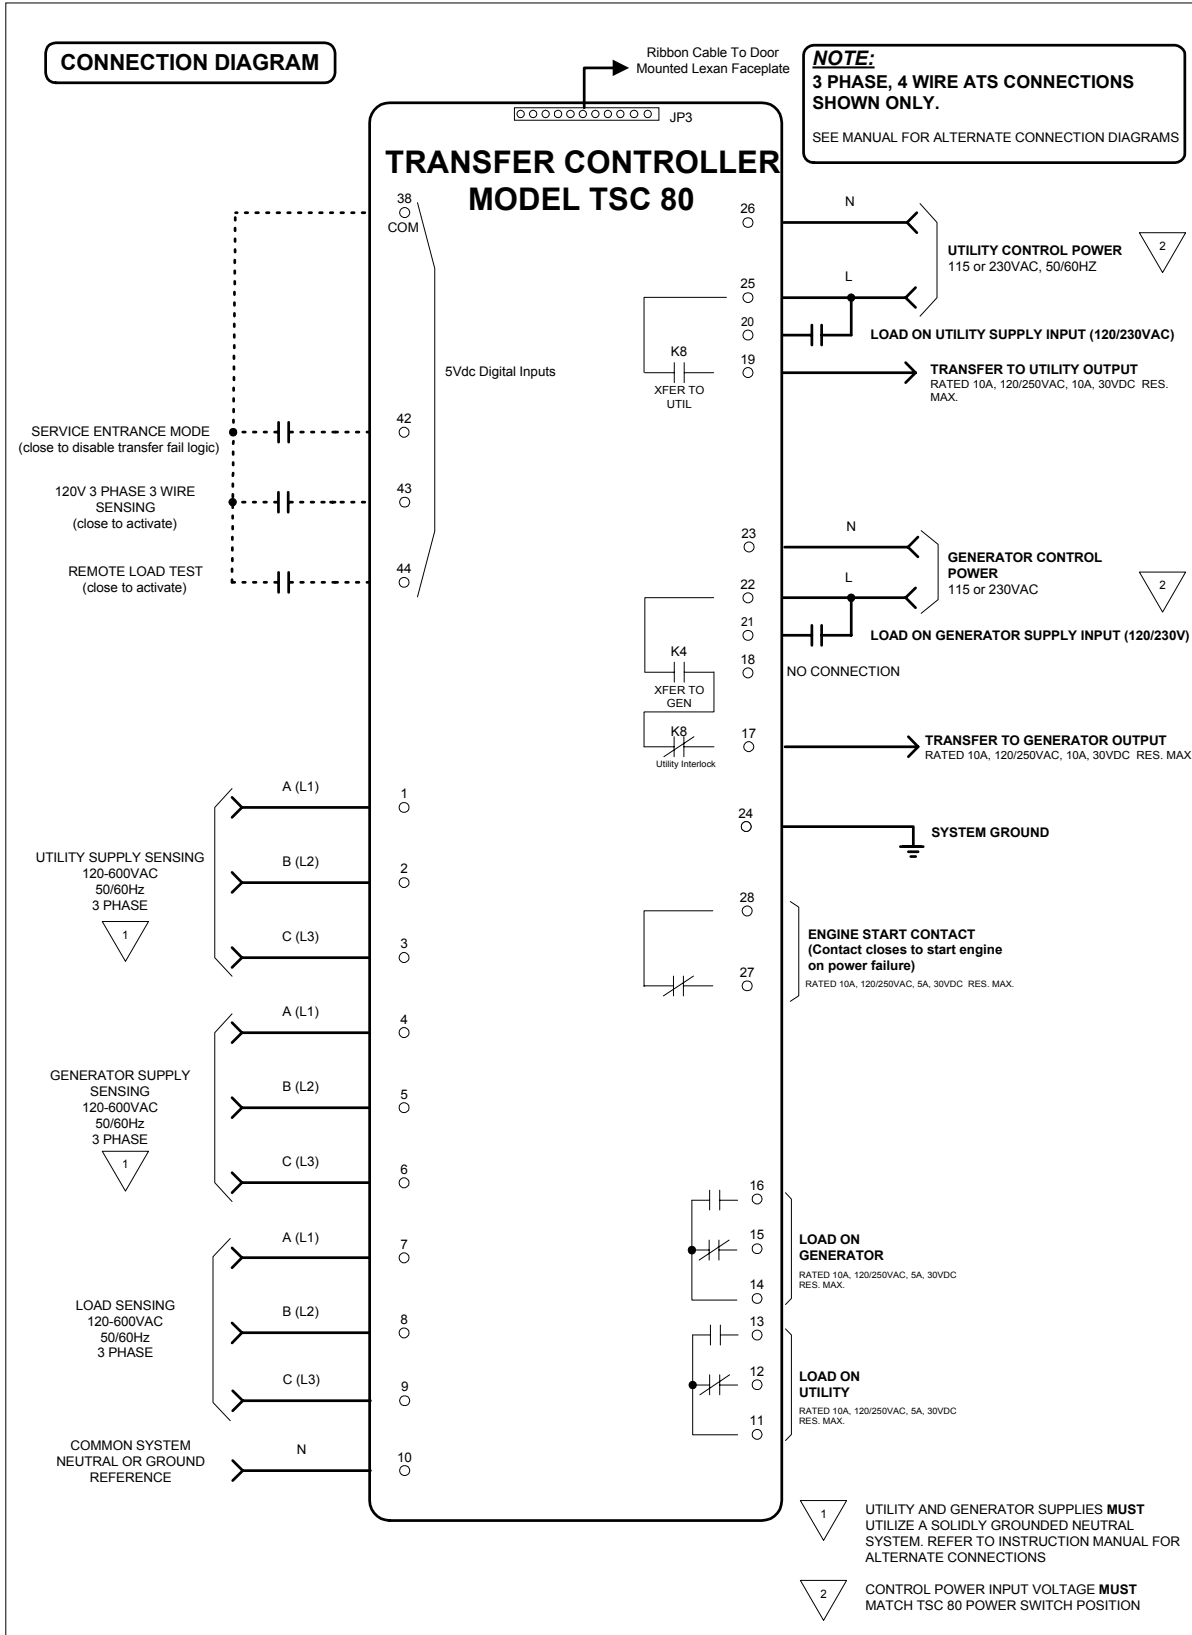 CONNECTION DIAGRAM
Ribbon Cable To Door
Mounted Lexan Faceplate
NOTE:
3 PHASE, 4 WIRE ATS CONNECTIONS
SHOWN ONLY.
SEE MANUAL FOR ALTERNATE CONNECTION DIAGRAMS
JP3
TRANSFER CONTROLLER
MODEL TSC 80
38
COM
5Vdc Digital Inputs
SERVICE ENTRANCE MODE
(close to disable transfer fail logic)
42
120V 3 PHASE 3 WIRE
SENSING
(close to activate)
43
REMOTE LOAD TEST
(close to activate)
44
26
N
UTILITY CONTROL POWER
115 or 230VAC, 50/60HZ
2
25
L
20
LOAD ON UTILITY SUPPLY INPUT (120/230VAC)
K8
XFER TO
UTIL
19
TRANSFER TO UTILITY OUTPUT
RATED 10A, 120/250VAC, 10A, 30VDC RES.
MAX.
23
N
GENERATOR CONTROL
POWER
115 or 230VAC
2
22
L
21
LOAD ON GENERATOR SUPPLY INPUT (120/230V)
K4
XFER TO
GEN
18
NO CONNECTION
K8
Utility Interlock
17
TRANSFER TO GENERATOR OUTPUT
RATED 10A, 120/250VAC, 10A, 30VDC RES. MAX
24
SYSTEM GROUND
28
27
ENGINE START CONTACT
(Contact closes to start engine
on power failure)
RATED 10A, 120/250VAC, 5A, 30VDC RES. MAX.
UTILITY SUPPLY SENSING
120-600VAC
50/60Hz
3 PHASE
1
A (L1)
1
B (L2)
2
C (L3)
3
GENERATOR SUPPLY
SENSING
120-600VAC
50/60Hz
3 PHASE
1
A (L1)
4
B (L2)
5
C (L3)
6
LOAD SENSING
120-600VAC
50/60Hz
3 PHASE
A (L1)
7
B (L2)
8
C (L3)
9
COMMON SYSTEM
NEUTRAL OR GROUND
REFERENCE
N
10
16
15
14
LOAD ON
GENERATOR
RATED 10A, 120/250VAC, 5A, 30VDC
RES. MAX.
13
12
11
LOAD ON
UTILITY
RATED 10A, 120/250VAC, 5A, 30VDC
RES. MAX.
1
UTILITY AND GENERATOR SUPPLIES MUST
UTILIZE A SOLIDLY GROUNDED NEUTRAL
SYSTEM. REFER TO INSTRUCTION MANUAL FOR
ALTERNATE CONNECTIONS
2
CONTROL POWER INPUT VOLTAGE MUST
MATCH TSC 80 POWER SWITCH POSITION